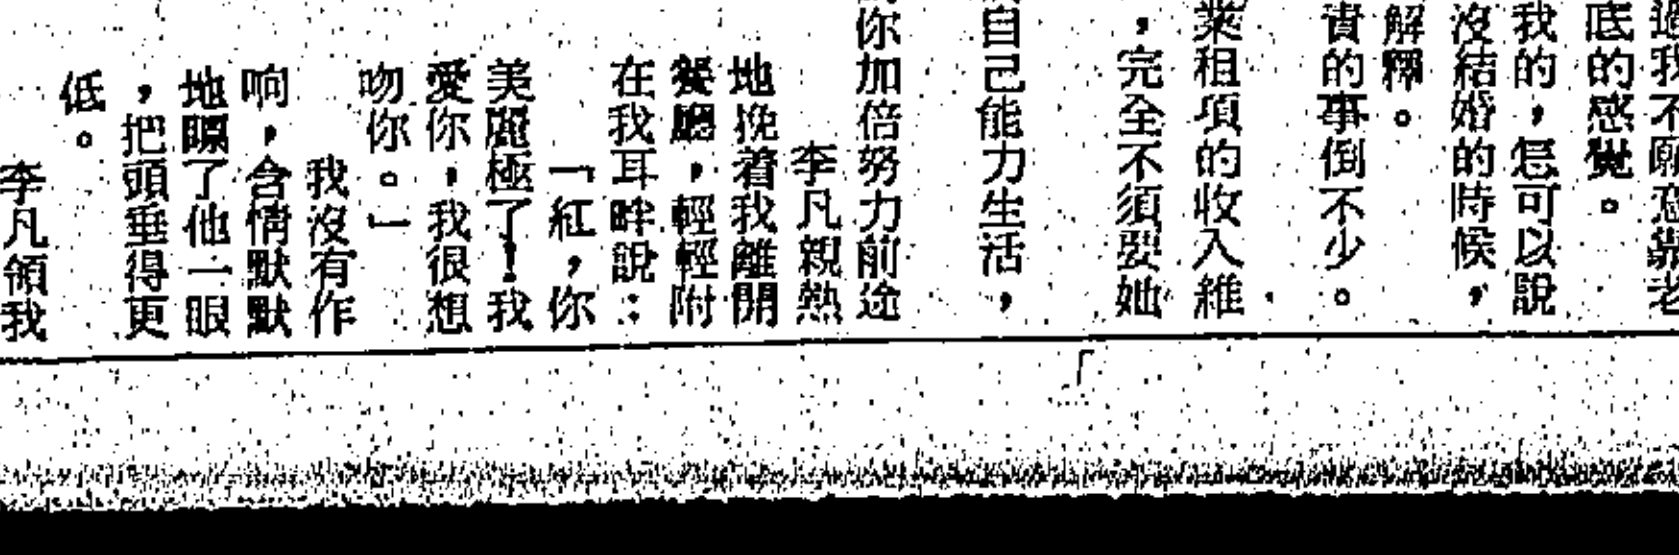 過我不願意靠老
底的感覺。
我的，怎可以說
沒結婚的時候，
解釋。
責的事倒不少。
業租項的收入維
，完全不須要她
自己能力生活，
你加倍努力前途
李凡親熱
地挽着我離開
餐廳，輕輕附
在我耳畔說：
「紅，你
美麗極了！我
愛你，我很想
吻你。」
我沒有作
响，含情默默
地瞟了他一眼
，把頭垂得更
低。
李凡領我